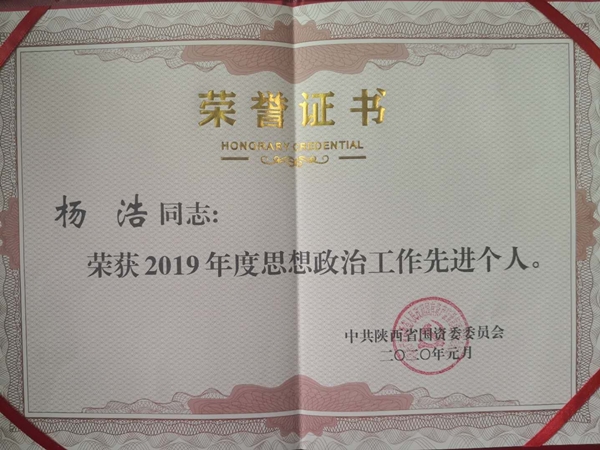 荣誉证书
HONORARY CREDENTIAL
杨 浩 同志：
荣获2019年度思想政治工作先进个人。
中共陕西省国资委委员会
二〇二〇年元月